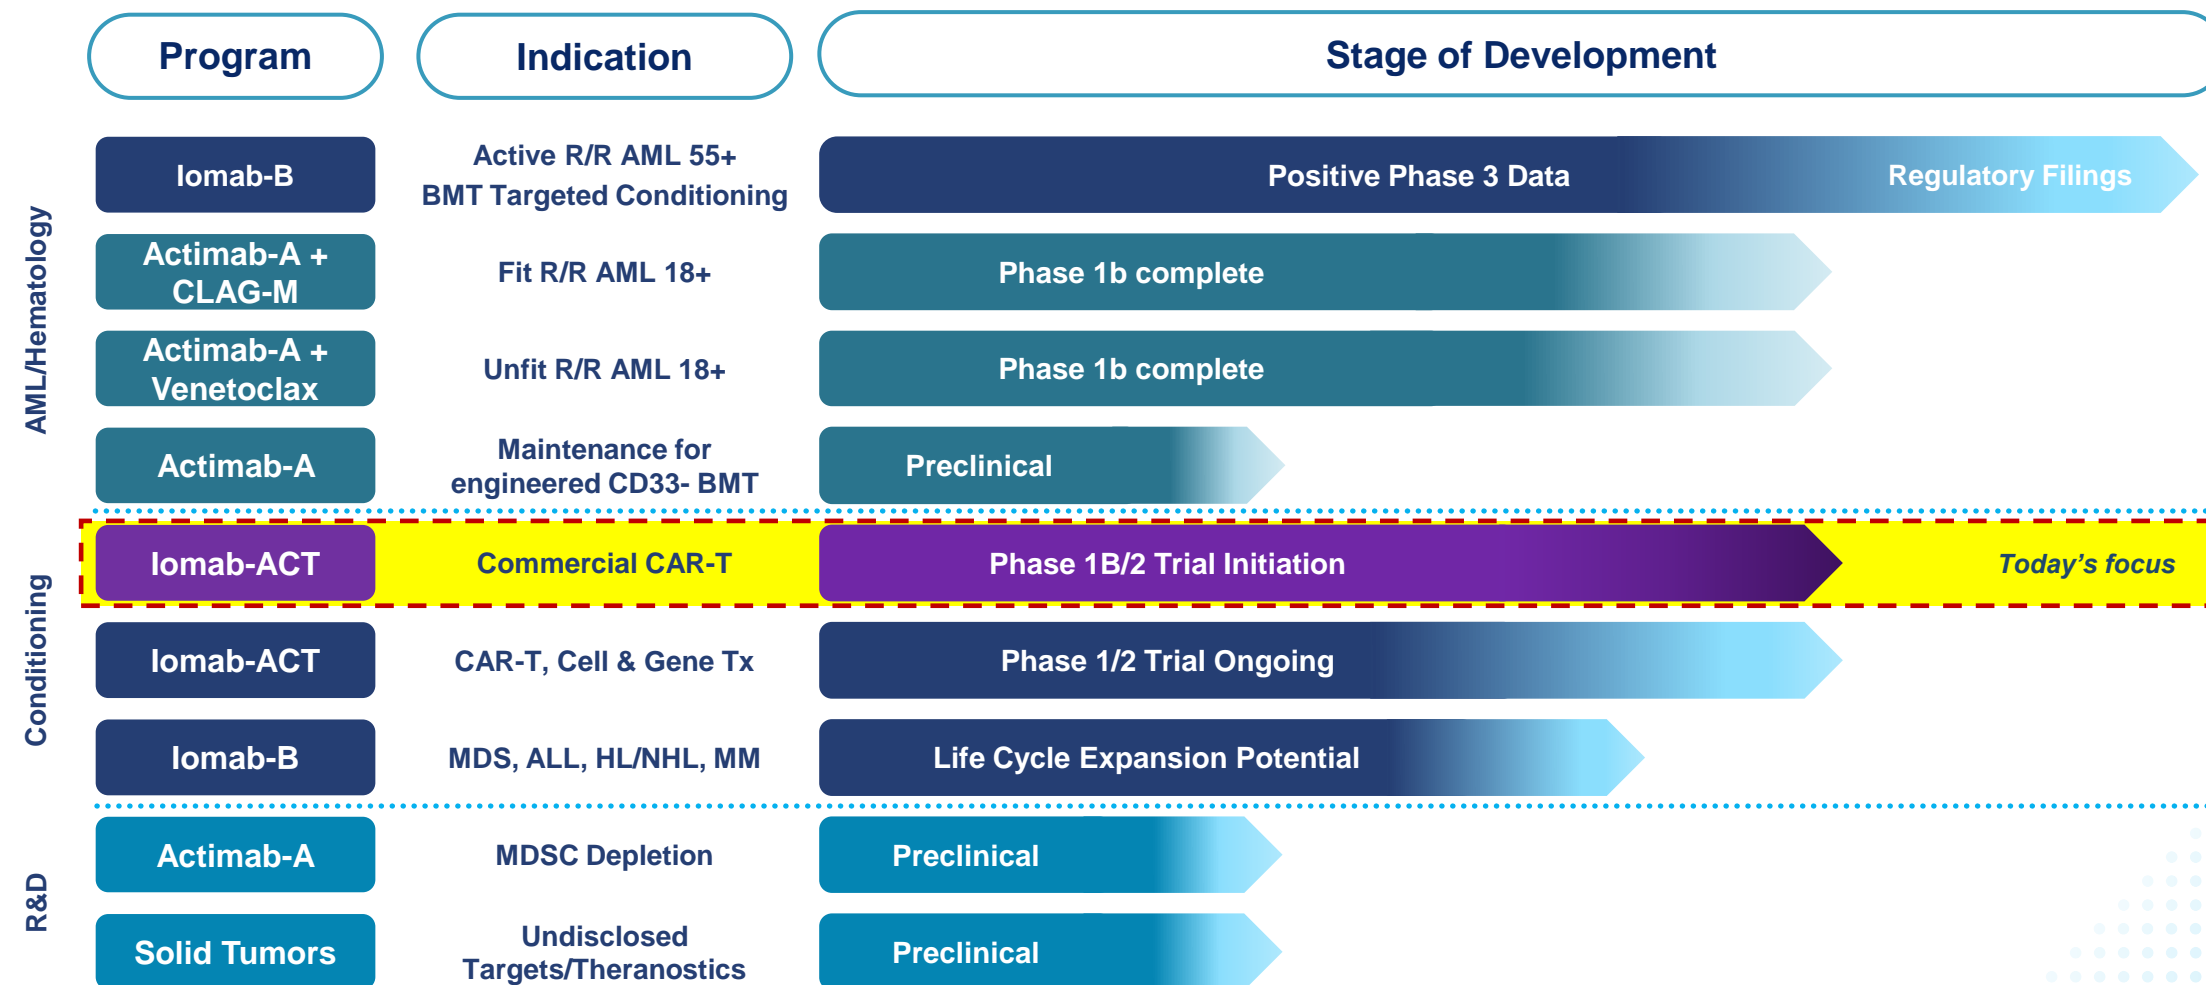 Program
Indication
Stage of Development
AML/Hematology
Iomab-B
Active R/R AML 55+
BMT Targeted Conditioning
Positive Phase 3 Data
Regulatory Filings
Actimab-A +
CLAG-M
Fit R/R AML 18+
Phase 1b complete
Actimab-A +
Venetoclax
Unfit R/R AML 18+
Phase 1b complete
Actimab-A
Maintenance for
engineered CD33- BMT
Preclinical
Conditioning
Iomab-ACT
Commercial CAR-T
Phase 1B/2 Trial Initiation
Today's focus
Iomab-ACT
CAR-T, Cell & Gene Tx
Phase 1/2 Trial Ongoing
Iomab-B
MDS, ALL, HL/NHL, MM
Life Cycle Expansion Potential
R&D
Actimab-A
MDSC Depletion
Preclinical
Solid Tumors
Undisclosed
Targets/Theranostics
Preclinical